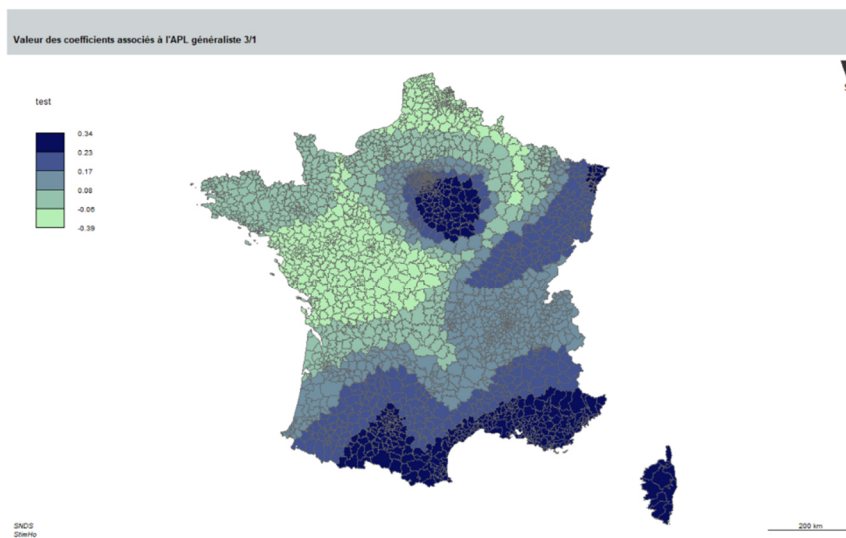 Valeur des coefficients associés à l'APL généraliste 3/1
test
0.34
0.23
0.17
0.08
-0.06
-0.39
SNDS
StimHo
200 km